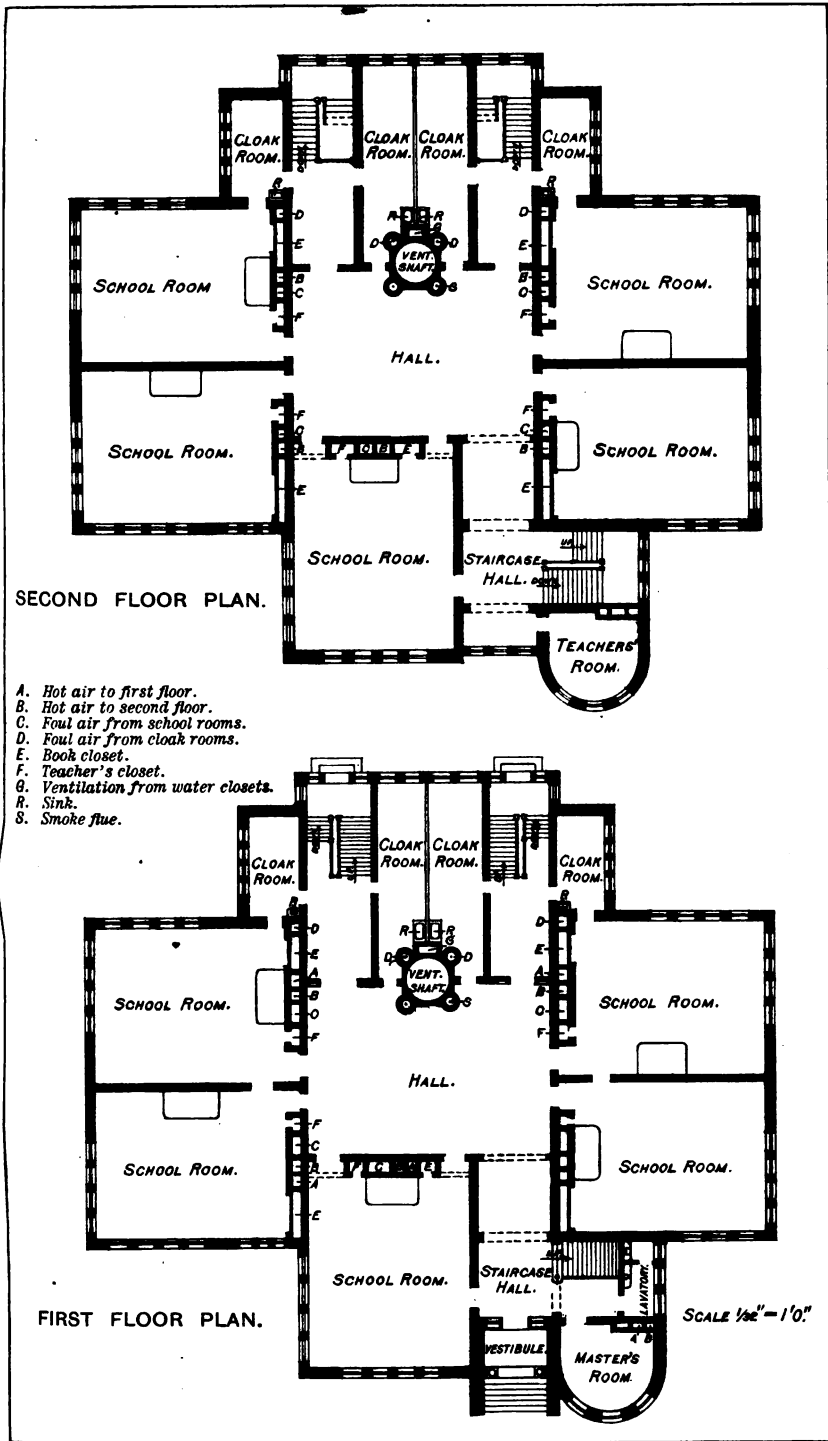 CLOAK
ROOM.
DOWN
CLOAK
ROOM.
CLOAK
ROOM.
CLOAK
ROOM.
R
D
E
B
C
F
R
R
G
D
D
VENT.
SHAFT.
S
D
E
B
C
F
SCHOOL ROOM
SCHOOL ROOM.
HALL.
F
C
B
E
SCHOOL ROOM.
F
C
B
E
F
C
B
E
SCHOOL ROOM.
SCHOOL ROOM.
STAIRCASE
HALL.
UP
DOWN
TEACHERS'
ROOM.
SECOND FLOOR PLAN.
A. Hot air to first floor.
B. Hot air to second floor.
C. Foul air from school rooms.
D. Foul air from cloak rooms.
E. Book closet.
F. Teacher's closet.
G. Ventilation from water closets.
R. Sink.
S. Smoke flue.
CLOAK
ROOM.
CLOAK
ROOM.
CLOAK
ROOM.
CLOAK
ROOM.
R
D
E
A
B
C
F
R
R
G
D
D
VENT.
SHAFT.
S
R
D
E
A
B
C
F
SCHOOL ROOM.
SCHOOL ROOM.
HALL.
F
C
B
A
E
SCHOOL ROOM.
F
C
E
SCHOOL ROOM.
SCHOOL ROOM.
STAIRCASE
HALL.
UP
LAVATORY.
VESTIBULE.
A
B
MASTER'S
ROOM
FIRST FLOOR PLAN.
SCALE 1/32" = 1'0."